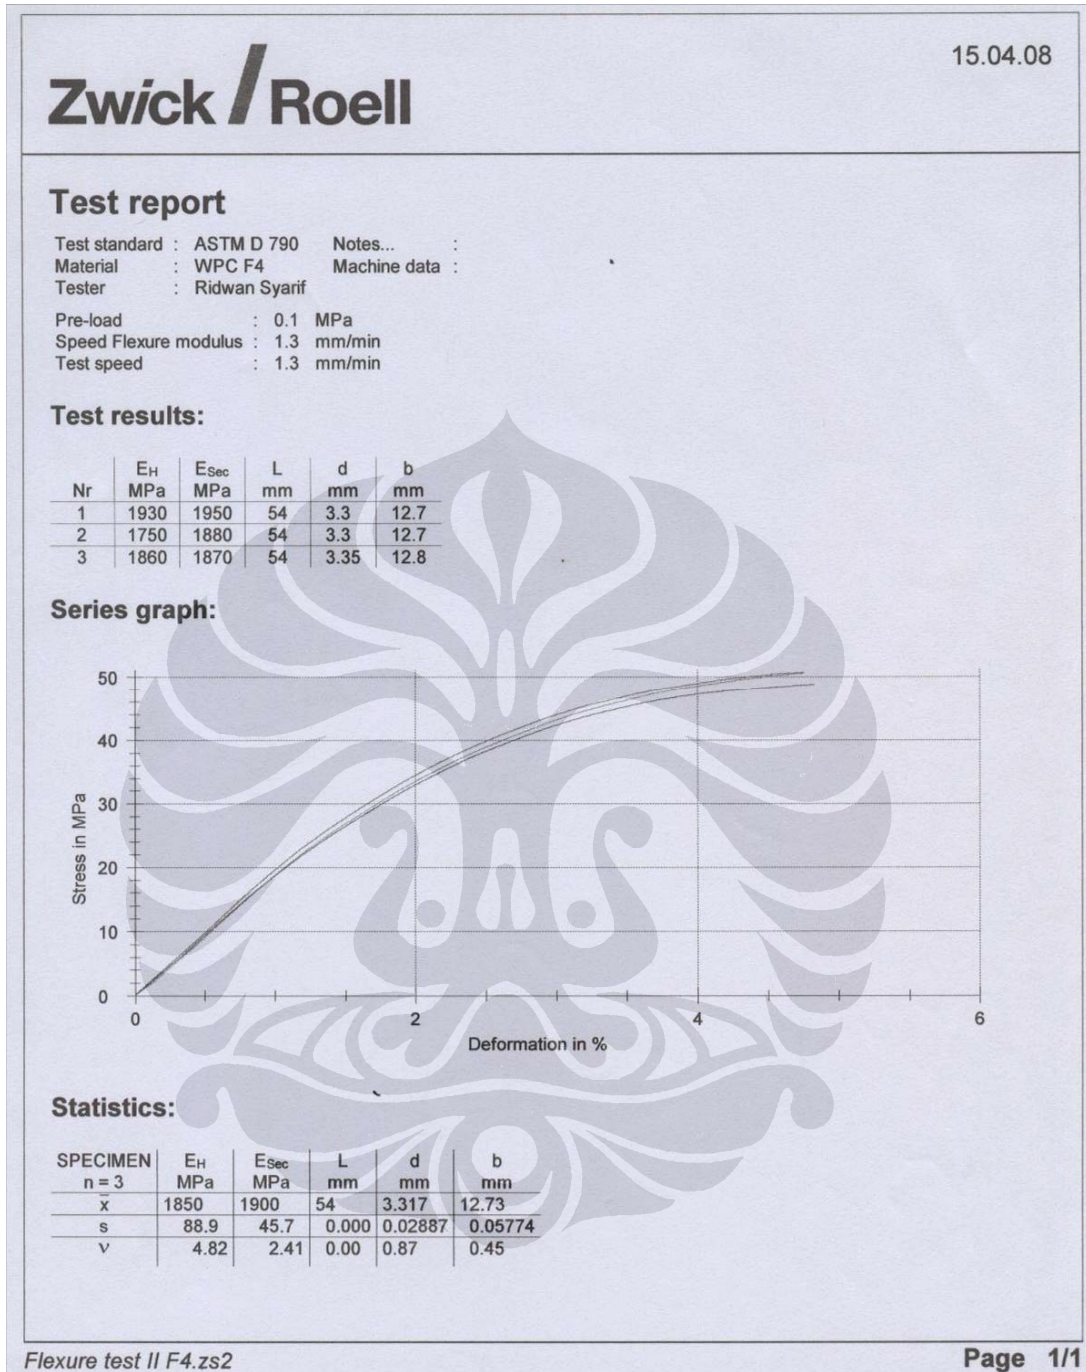 15.04.08
Zwick / Roell
Test report
Test standard : ASTM D 790 Notes... :
Material : WPC F4 Machine data :
Tester : Ridwan Syarif
Pre-load : 0.1 MPa
Speed Flexure modulus : 1.3 mm/min
Test speed : 1.3 mm/min
Test results:
EH ESec L d b
Nr MPa MPa mm mm mm
1 1930 1950 54 3.3 12.7
2 1750 1880 54 3.3 12.7
3 1860 1870 54 3.35 12.8
Series graph:
50
40
30
20
10
0
Stress in MPa
0 2 4 6
Deformation in %
Statistics:
SPECIMEN EH ESec L d b
n = 3 MPa MPa mm mm mm
x̄ 1850 1900 54 3.317 12.73
s 88.9 45.7 0.000 0.02887 0.05774
ν 4.82 2.41 0.00 0.87 0.45
Flexure test II F4.zs2 Page 1/1